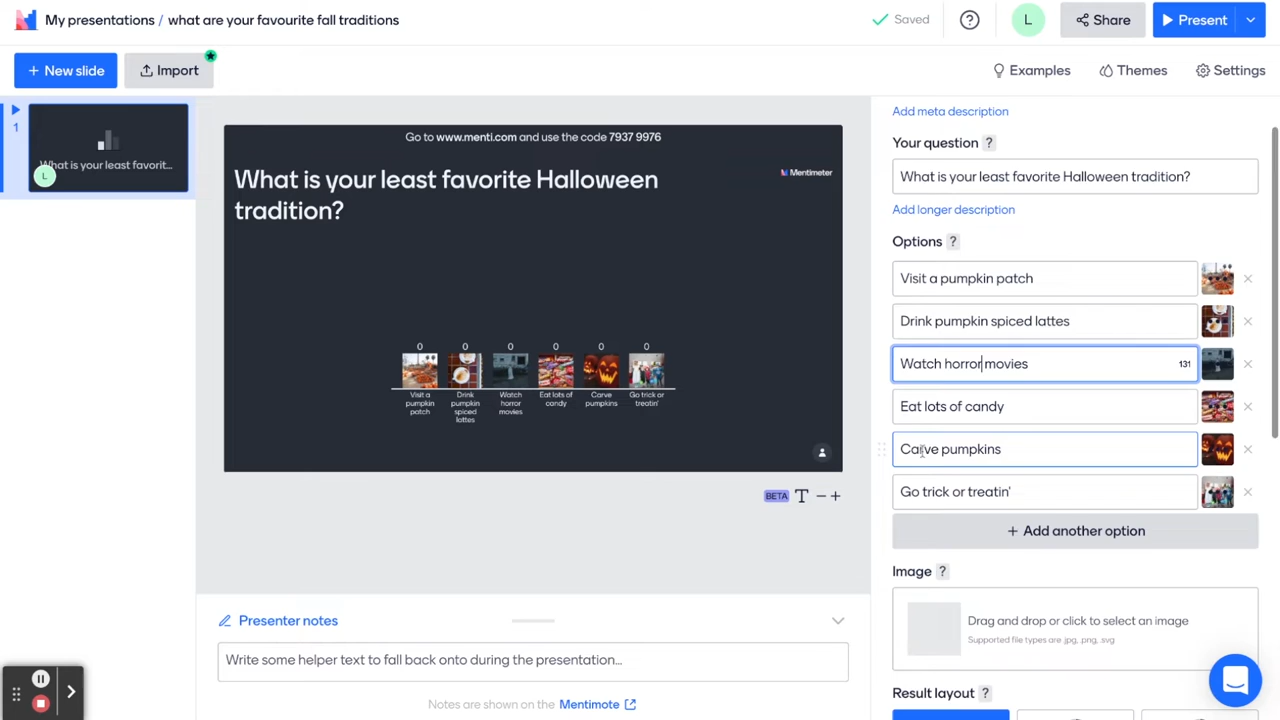 My presentations / what are your favourite fall traditions
Saved
?
L
Share
Present
+ New slide
Import
Examples
Themes
Settings
1
What is your least favorit...
L
Go to www.menti.com and use the code 7937 9976
What is your least favorite Halloween
tradition?
Mentimeter
0 0 0 0 0 0
Visit a
pumpkin
patch
Drink
pumpkin
spiced
lattes
Watch
horror
movies
Eat lots of
candy
Carve
pumpkins
Go trick or
treatin'
BETA T − +
Presenter notes
Write some helper text to fall back onto during the presentation...
Notes are shown on the Mentimote
Add meta description
Your question ?
What is your least favorite Halloween tradition?
Add longer description
Options ?
Visit a pumpkin patch
Drink pumpkin spiced lattes
Watch horror movies 131
Eat lots of candy
Carve pumpkins
Go trick or treatin'
+ Add another option
Image ?
Drag and drop or click to select an image
Supported file types are .jpg, .png, .svg
Result layout ?